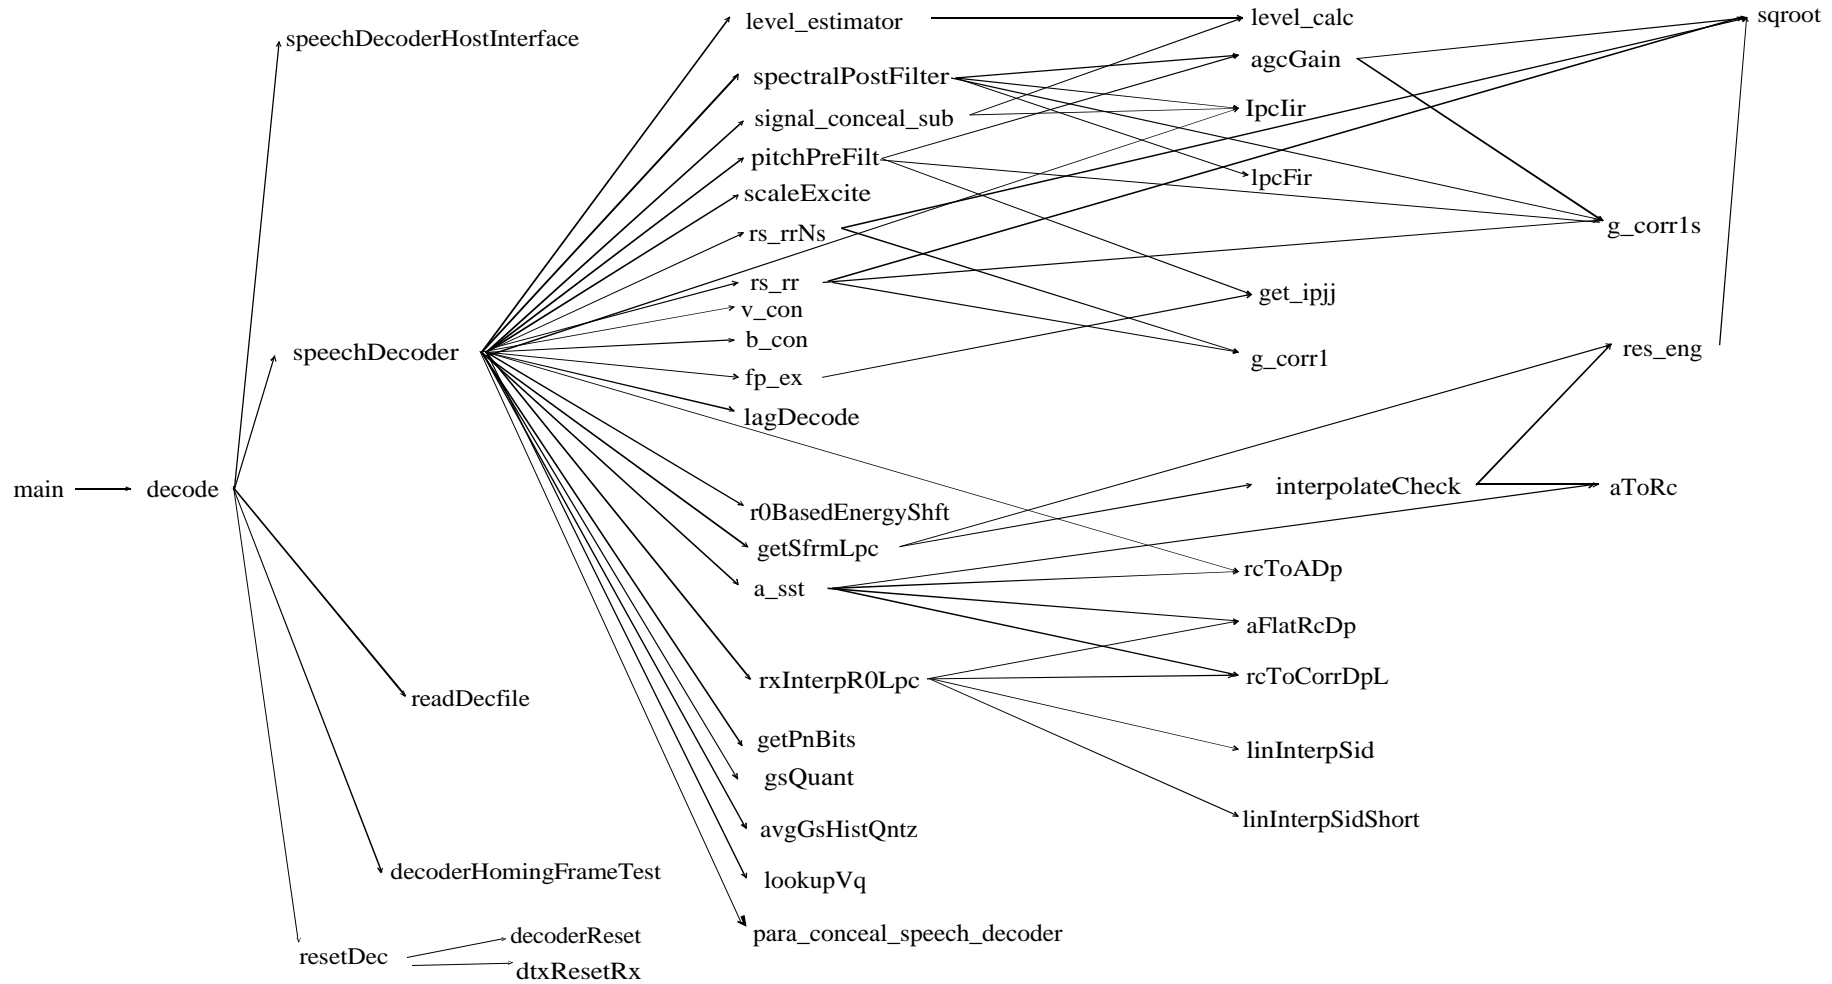 level_estimator
level_calc
sqroot
speechDecoderHostInterface
agcGain
spectralPostFilter
IpcIir
signal_conceal_sub
pitchPreFilt
lpcFir
scaleExcite
g_corr1s
rs_rrNs
rs_rr
get_ipjj
v_con
b_con
res_eng
speechDecoder
g_corr1
fp_ex
lagDecode
main
decode
interpolateCheck
aToRc
r0BasedEnergyShft
getSfrmLpc
rcToADp
a_sst
aFlatRcDp
rcToCorrDpL
rxInterpR0Lpc
readDecfile
getPnBits
linInterpSid
gsQuant
linInterpSidShort
avgGsHistQntz
decoderHomingFrameTest
lookupVq
para_conceal_speech_decoder
decoderReset
resetDec
dtxResetRx